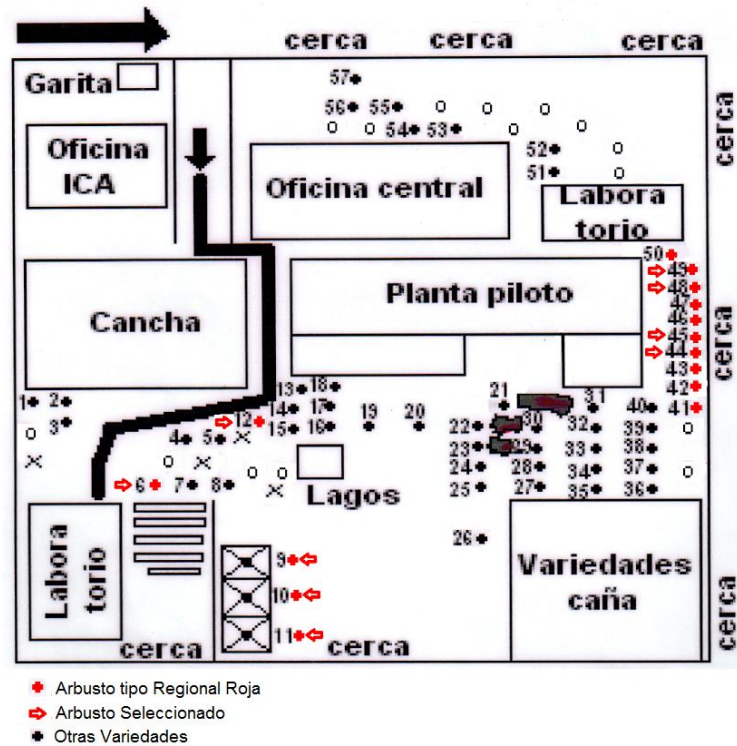 cerca cerca cerca
Garita
57
56 55
54 53
cerca
Oficina
ICA
Oficina central
52
51
Labora
torio
50
49
48
47
46
45
44
43
42
41
Planta piloto
Cancha
cerca
1 2
3
4 5
12
13 18
14 17
15 16
19 20
21
22
23
24
25
26
30
29
28
27
31
32
33
34
35
40
39
38
37
36
6 7 8
Lagos
Labora
torio
9
10
11
Variedades
caña
cerca
cerca cerca
Arbusto tipo Regional Roja
Arbusto Seleccionado
Otras Variedades